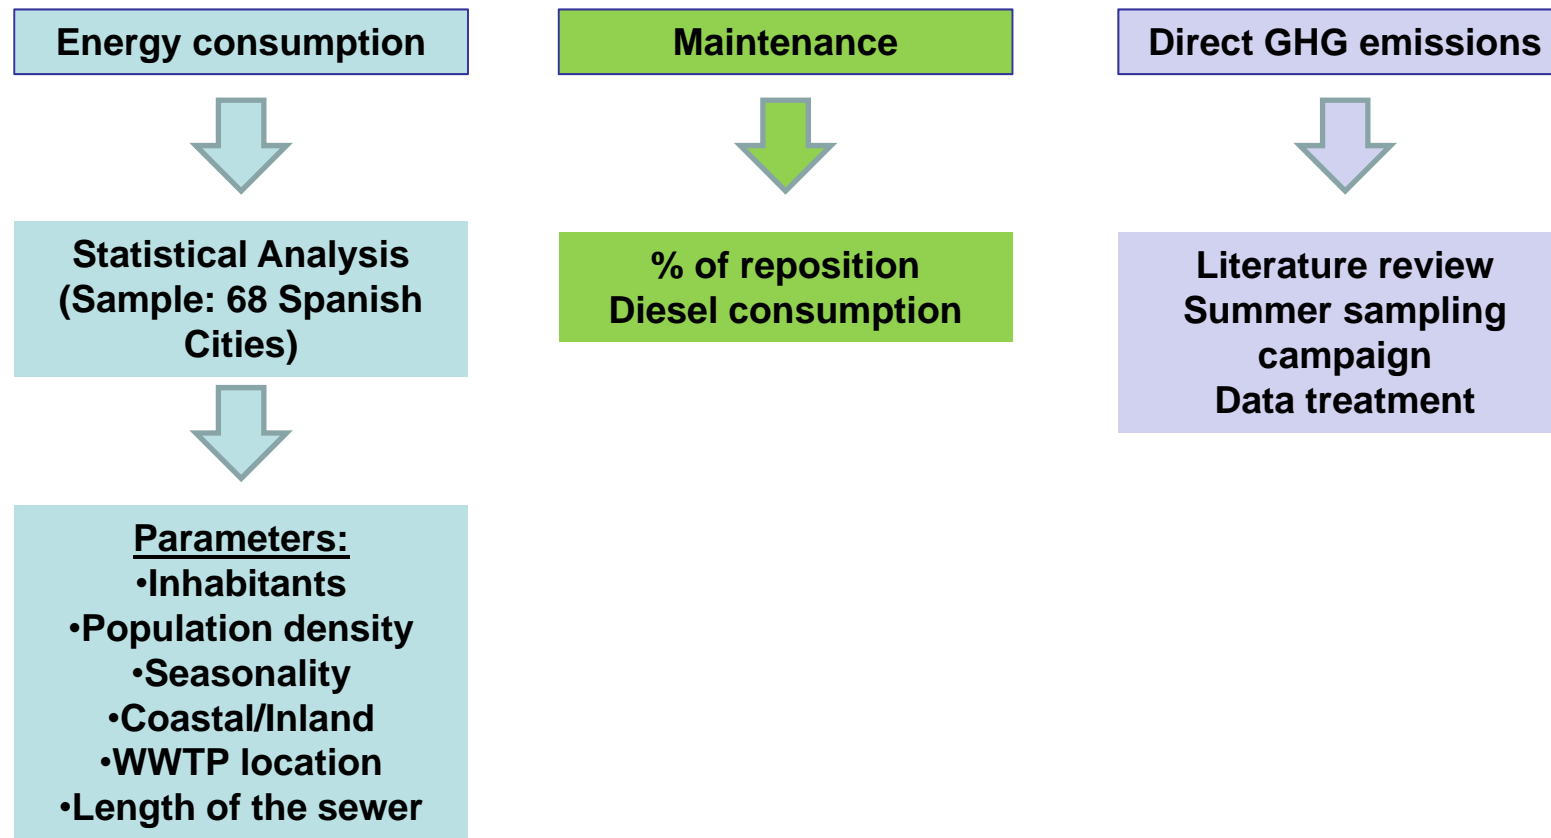 Energy consumption
Statistical Analysis
(Sample: 68 Spanish
Cities)
Parameters:
•Inhabitants
•Population density
•Seasonality
•Coastal/Inland
•WWTP location
•Length of the sewer
Maintenance
% of reposition
Diesel consumption
Direct GHG emissions
Literature review
Summer sampling
campaign
Data treatment